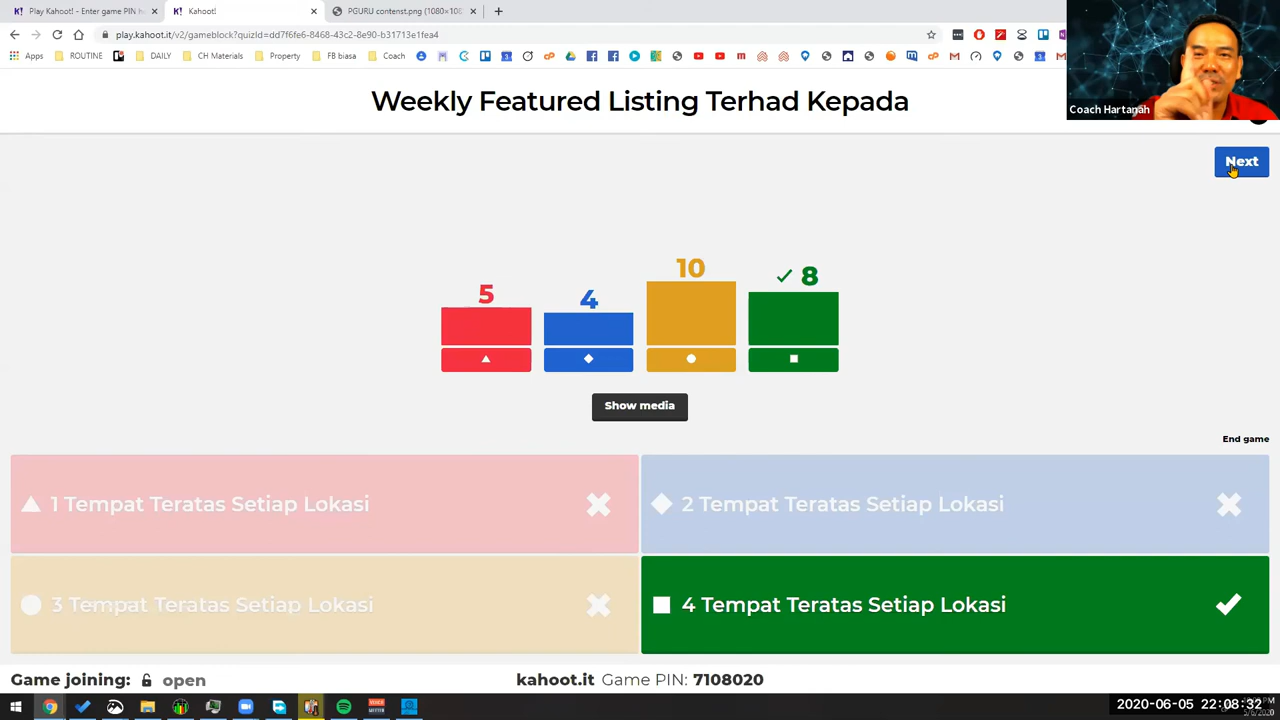 Play Kahoot! - Enter game PIN h
Kahoot!
PGURU contenst.png (1080×108
play.kahoot.it/v2/gameblock?quizId=dd7f6fe6-8468-43c2-8e90-b31713e1fea4
Apps ROUTINE DAILY CH Materials Property FB biasa Coach
Coach Hartanah
Weekly Featured Listing Terhad Kepada
Next
5
4
10
8
Show media
End game
1 Tempat Teratas Setiap Lokasi
2 Tempat Teratas Setiap Lokasi
3 Tempat Teratas Setiap Lokasi
4 Tempat Teratas Setiap Lokasi
Game joining: open
kahoot.it Game PIN: 7108020
2020-06-05 22:08:32